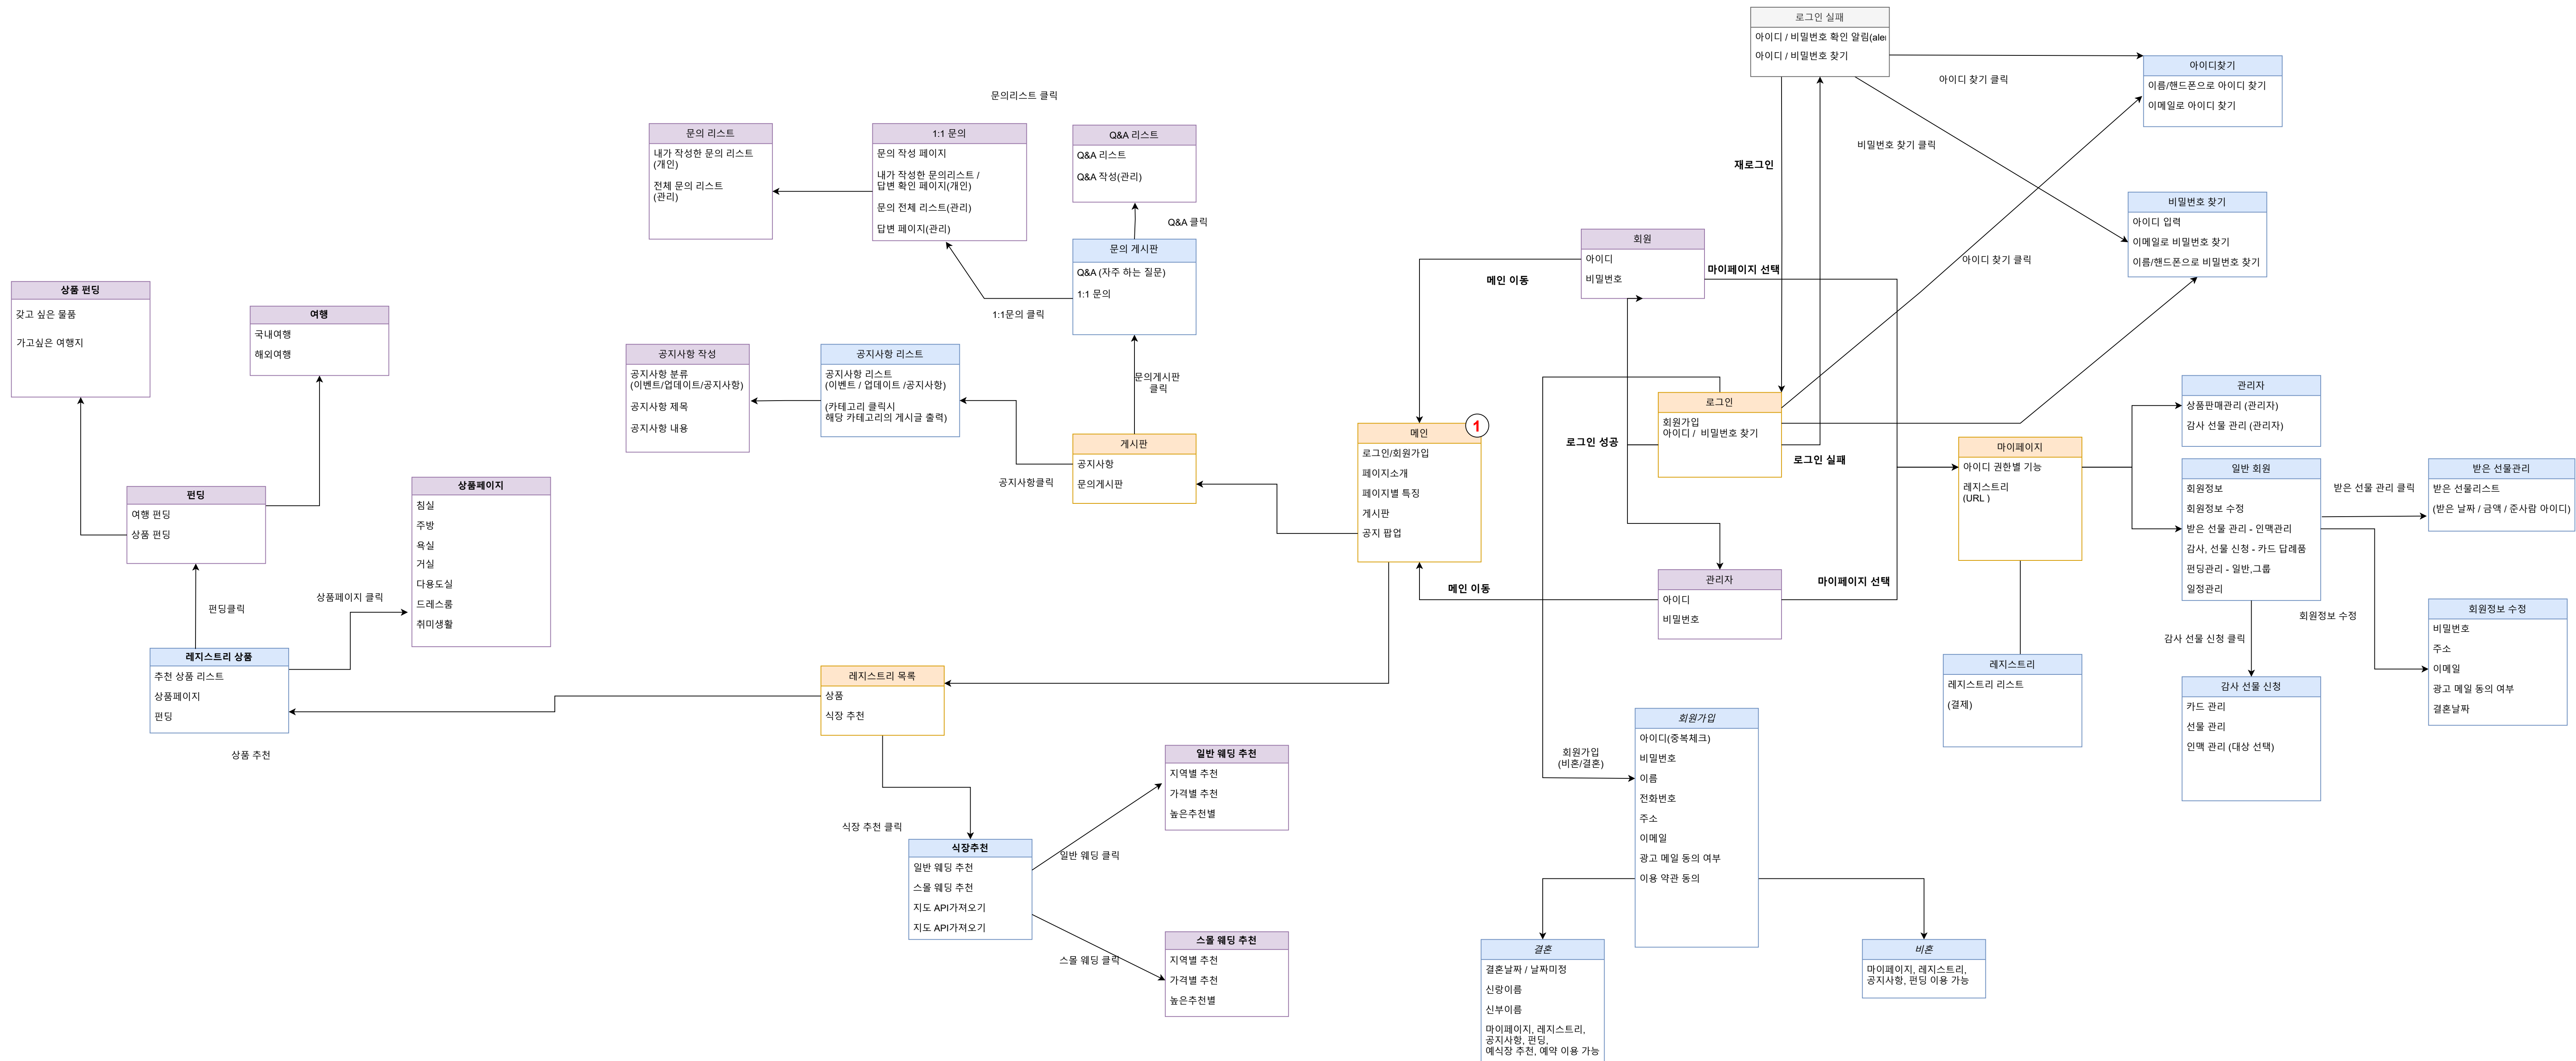 로그인 실패
아이디 / 비밀번호 확인 알림(aler
아이디 / 비밀번호 찾기
아이디 찾기 클릭
아이디찾기
이름/핸드폰으로 아이디 찾기
이메일로 아이디 찾기
비밀번호 찾기 클릭
재로그인
비밀번호 찾기
아이디 입력
이메일로 비밀번호 찾기
이름/핸드폰으로 비밀번호 찾기
아이디 찾기 클릭
문의리스트 클릭
문의 리스트
내가 작성한 문의 리스트
(개인)
전체 문의 리스트
(관리)
1:1 문의
문의 작성 페이지
내가 작성한 문의리스트 /
답변 확인 페이지(개인)
문의 전체 리스트(관리)
답변 페이지(관리)
Q&A 리스트
Q&A 리스트
Q&A 작성(관리)
Q&A 클릭
문의 게시판
Q&A (자주 하는 질문)
1:1 문의
1:1문의 클릭
회원
아이디
비밀번호
메인 이동
마이페이지 선택
상품 펀딩
갖고 싶은 물품
가고싶은 여행지
여행
국내여행
해외여행
공지사항 작성
공지사항 분류
(이벤트/업데이트/공지사항)
공지사항 제목
공지사항 내용
공지사항 리스트
공지사항 리스트
(이벤트 / 업데이트 /공지사항)
(카테고리 클릭시
해당 카테고리의 게시글 출력)
문의게시판
클릭
게시판
공지사항
문의게시판
공지사항클릭
메인
1
로그인/회원가입
페이지소개
페이지별 특징
게시판
공지 팝업
로그인
회원가입
아이디 /  비밀번호 찾기
로그인 성공
로그인 실패
마이페이지
아이디 권한별 기능
레지스트리
(URL )
관리자
상품판매관리 (관리자)
감사 선물 관리 (관리자)
일반 회원
회원정보
회원정보 수정
받은 선물 관리 - 인맥관리
감사, 선물 신청 - 카드 답례품
펀딩관리 - 일반,그룹
일정관리
받은 선물 관리 클릭
받은 선물관리
받은 선물리스트
(받은 날짜 / 금액 / 준사람 아이디)
펀딩
여행 펀딩
상품 펀딩
상품페이지
침실
주방
욕실
거실
다용도실
드레스룸
취미생활
펀딩클릭
상품페이지 클릭
메인 이동
관리자
아이디
비밀번호
마이페이지 선택
회원정보 수정
감사 선물 신청 클릭
회원정보 수정
비밀번호
주소
이메일
광고 메일 동의 여부
결혼날짜
레지스트리 상품
추천 상품 리스트
상품페이지
펀딩
상품 추천
레지스트리 목록
상품
식장 추천
레지스트리
레지스트리 리스트
(결제)
감사 선물 신청
카드 관리
선물 관리
인맥 관리 (대상 선택)
회원가입
(비혼/결혼)
회원가입
아이디(중복체크)
비밀번호
이름
전화번호
주소
이메일
광고 메일 동의 여부
이용 약관 동의
일반 웨딩 추천
지역별 추천
가격별 추천
높은추천별
식장 추천 클릭
식장추천
일반 웨딩 추천
스몰 웨딩 추천
지도 API가져오기
지도 API가져오기
일반 웨딩 클릭
스몰 웨딩 클릭
스몰 웨딩 추천
지역별 추천
가격별 추천
높은추천별
결혼
결혼날짜 / 날짜미정
신랑이름
신부이름
마이페이지, 레지스트리,
공지사항, 펀딩,
예식장 추천, 예약 이용 가능
비혼
마이페이지, 레지스트리,
공지사항, 펀딩 이용 가능